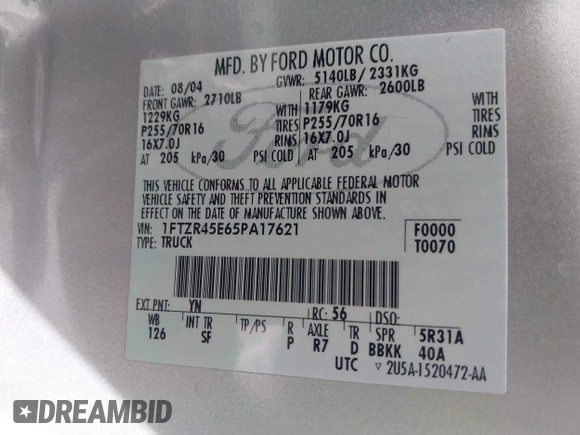 MFD. BY FORD MOTOR CO.
DATE 08/04 GVWR: 5140LB / 2331KG
FRONT GAWR: 2710LB REAR GAWR: 2600LB
1229KG 1179KG
P255/70R16 TIRES P255/70R16 TIRES
16X7.0J RIMS 16X7.0J RIMS
AT 205 kPa/30 PSI COLD AT 205 kPa/30 PSI COLD
Ford
THIS VEHICLE CONFORMS TO ALL APPLICABLE FEDERAL MOTOR
VEHICLE SAFETY AND THEFT PREVENTION STANDARDS IN
EFFECT ON THE DATE OF MANUFACTURE SHOWN ABOVE.
VIN: 1FTZR45E65PA17621 F0000
TYPE: TRUCK T0070
EXT PNT: YN RC: 56 DSO:
WB INT TR TP/PS R AXLE TR SPR 5R31A
126 SF P R7 D BBKK 40A
UTC ▽ 2U5A-1520472-AA
DREAMBID